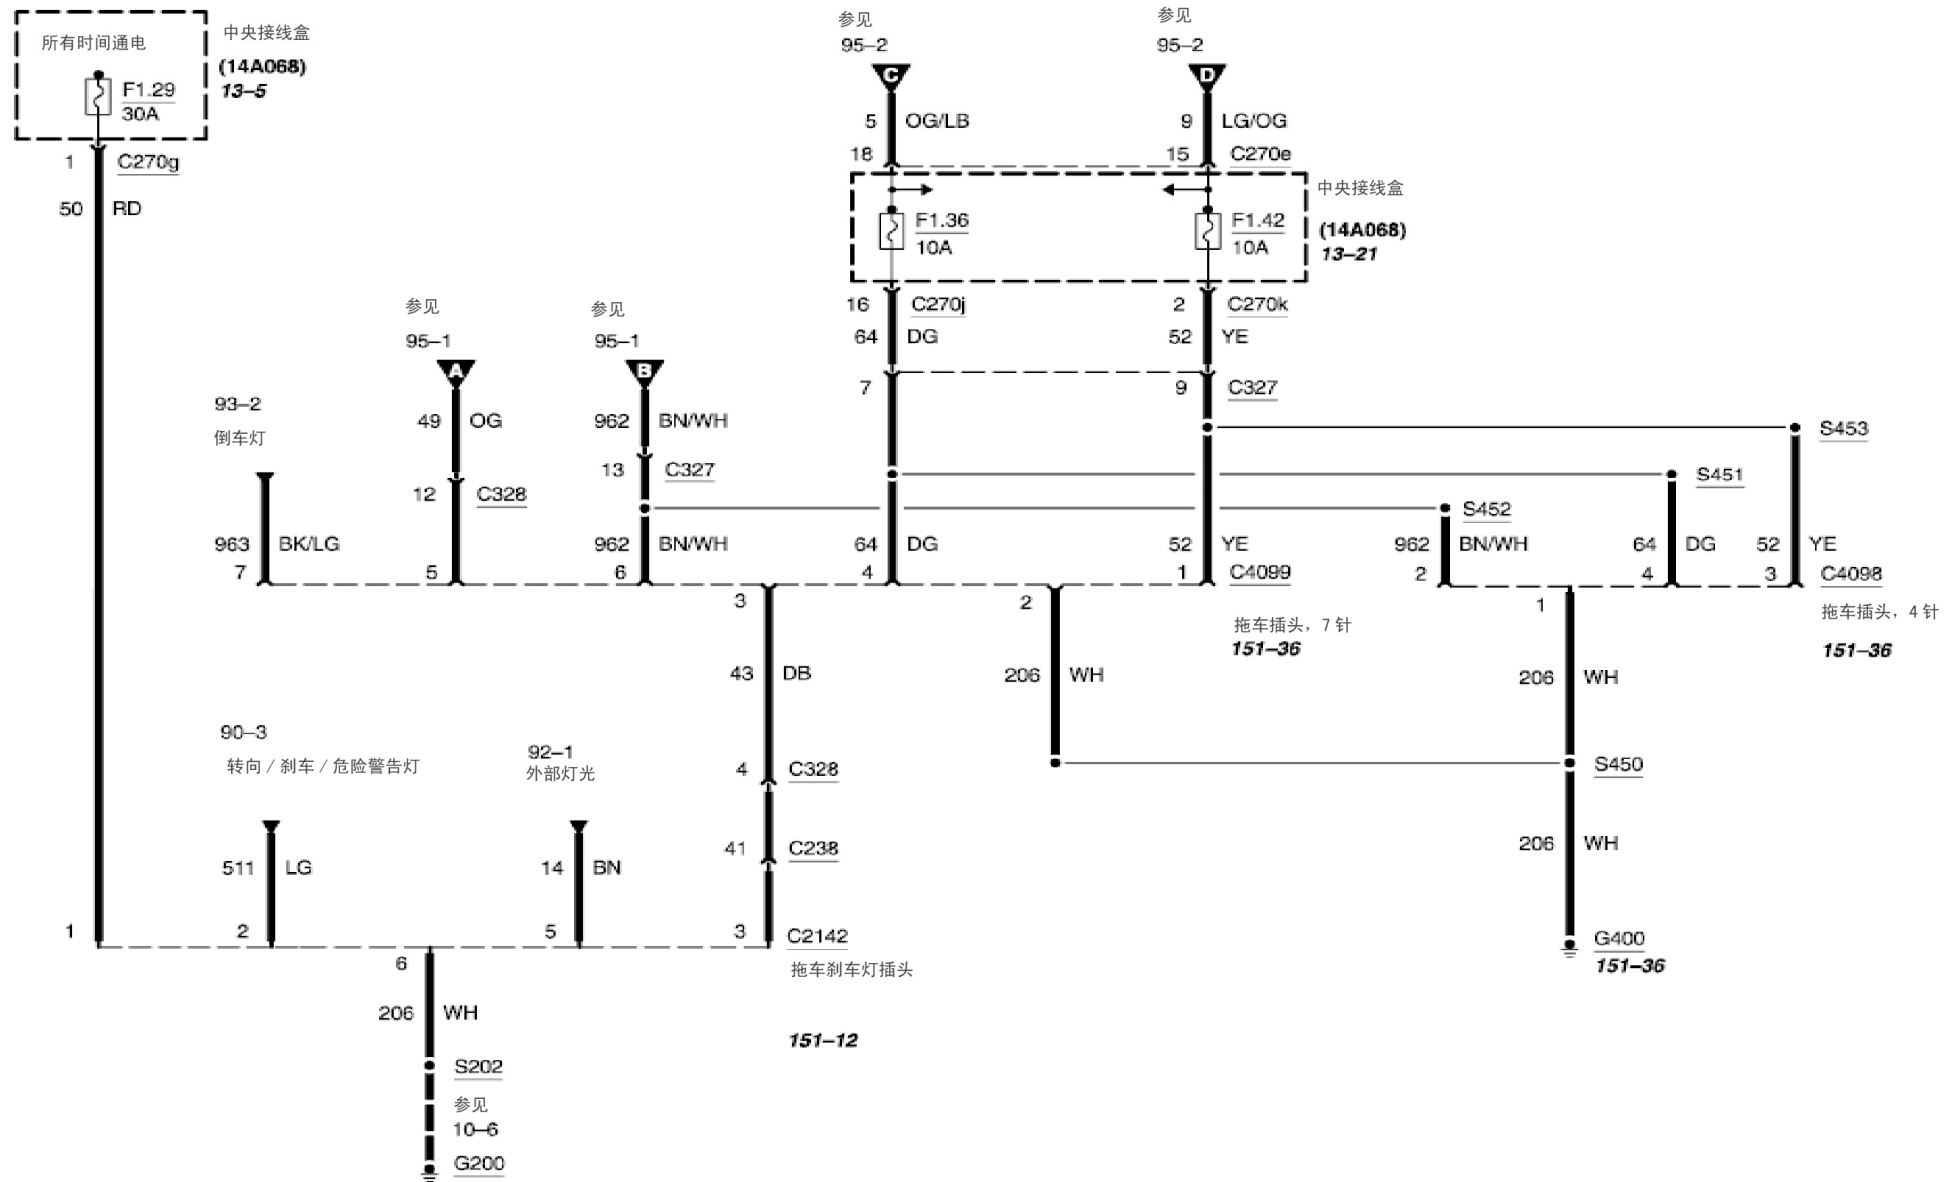 所有时间通电
中央接线盒
(14A068)
13–5
F1.29
30A
1
C270g
50
RD
参见
95–2
C
参见
95–2
D
5
OG/LB
9
LG/OG
18
15
C270e
中央接线盒
(14A068)
13–21
F1.36
10A
F1.42
10A
16
C270j
2
C270k
64
DG
52
YE
7
9
C327
参见
95–1
A
参见
95–1
B
93–2
倒车灯
49
OG
962
BN/WH
13
C327
12
C328
S453
S451
S452
963
BK/LG
962
BN/WH
64
DG
52
YE
962
BN/WH
64
DG
52
YE
7
5
6
4
1
C4099
2
4
3
C4098
3
2
1
拖车插头，7 针
151–36
拖车插头，4 针
151–36
43
DB
206
WH
206
WH
90–3
转向 / 刹车 / 危险警告灯
92–1
外部灯光
4
C328
S450
41
C238
206
WH
511
LG
14
BN
1
2
5
3
C2142
拖车刹车灯插头
G400
151–36
6
206
WH
151–12
S202
参见
10–6
G200